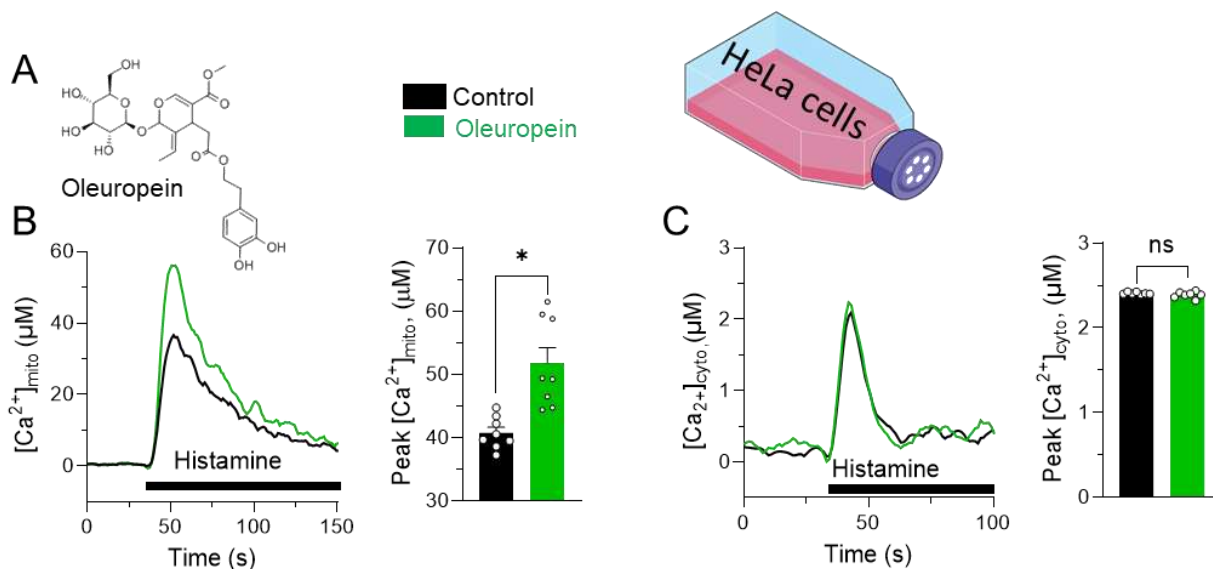 A
HO
OH
O
O
O
HO
O
O
HO
OH
O
O
Oleuropein
OH
OH
Control
Oleuropein
HeLa cells
B
[Ca²⁺]mito (μM)
60
40
20
0
Histamine
0
50
100
150
Time (s)
Peak [Ca²⁺]mito, (μM)
70
60
50
40
30
*
C
[Ca2+]cyto, (μM)
3
2
1
0
Histamine
0
50
100
Time (s)
Peak [Ca²⁺]cyto, (μM)
3
2
1
0
ns